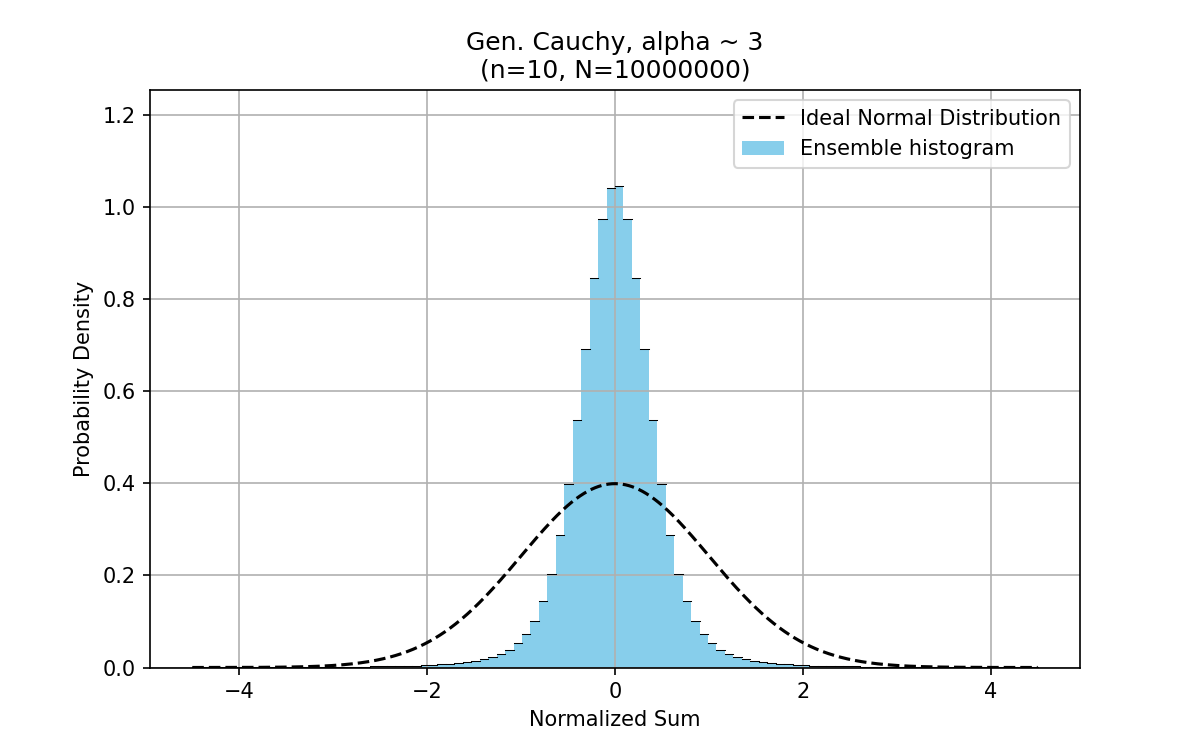 Gen. Cauchy, alpha ~ 3
(n=10, N=10000000)
Ideal Normal Distribution
Ensemble histogram
Probability Density
1.2
1.0
0.8
0.6
0.4
0.2
0.0
−4
−2
0
2
4
Normalized Sum